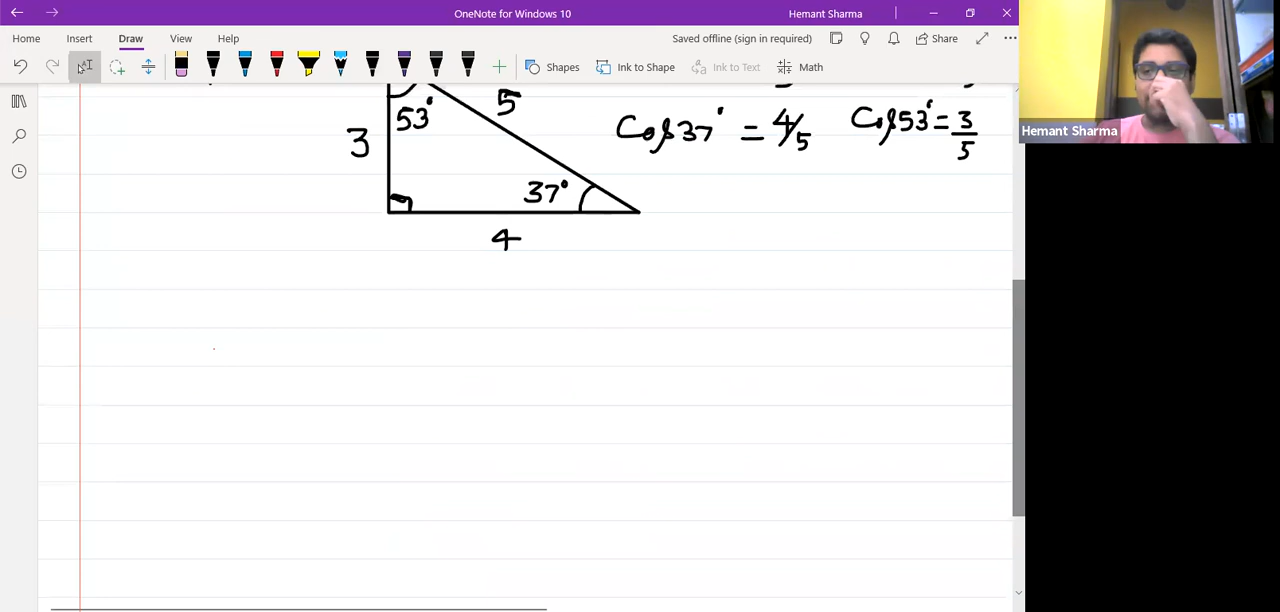 OneNote for Windows 10
Hemant Sharma
Home Insert Draw View Help
Saved offline (sign in required)
Share
Shapes
Ink to Shape
Ink to Text
Math
5
53°
3
37°
4
Cos37° = 4/5
Cos53° = 3/5
Hemant Sharma